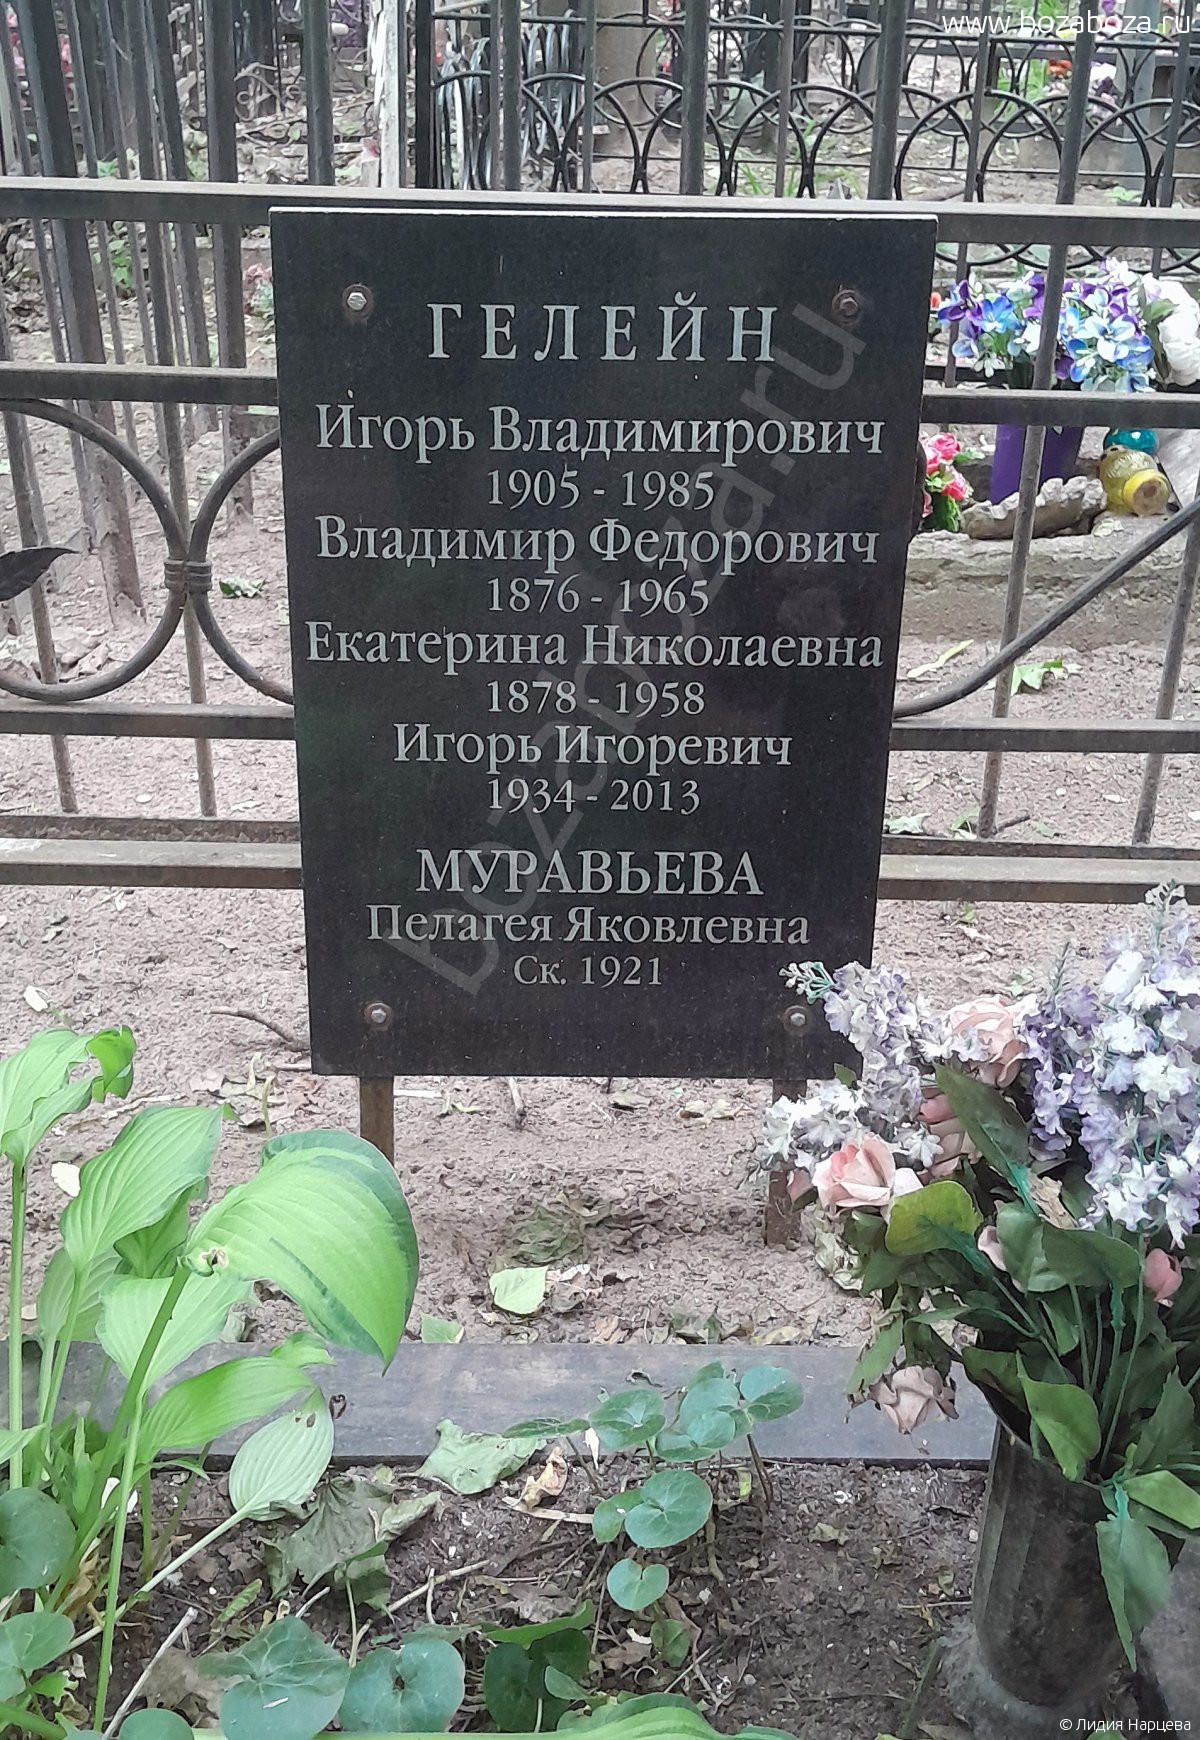 www.bozaboza.ru
ГЕЛЕЙН
Игорь Владимирович
1905 - 1985
Владимир Федорович
1876 - 1965
Екатерина Николаевна
1878 - 1958
Игорь Игоревич
1934 - 2013
МУРАВЬЕВА
Пелагея Яковлевна
Ск. 1921
bozaboza.ru
© Лидия Нарцева